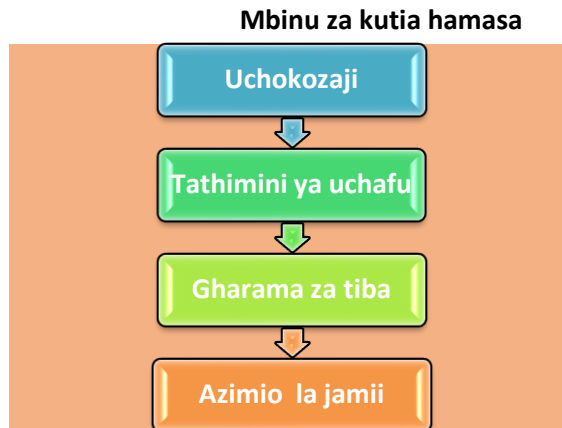 Mbinu za kutia hamasa
Uchokozaji
Tathimini ya uchafu
Gharama za tiba
Azimio la jamii